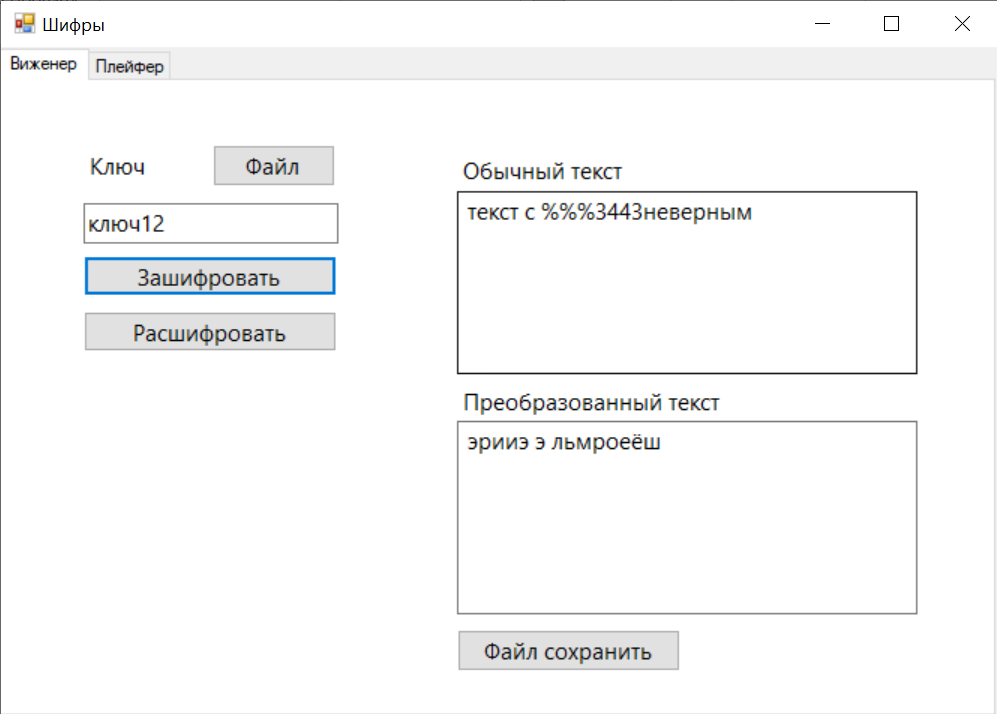 Шифры
Виженер
Плейфер
Ключ
Файл
ключ12
Зашифровать
Расшифровать
Обычный текст
текст с %%%3443неверным
Преобразованный текст
эрииэ э льмроеёш
Файл сохранить